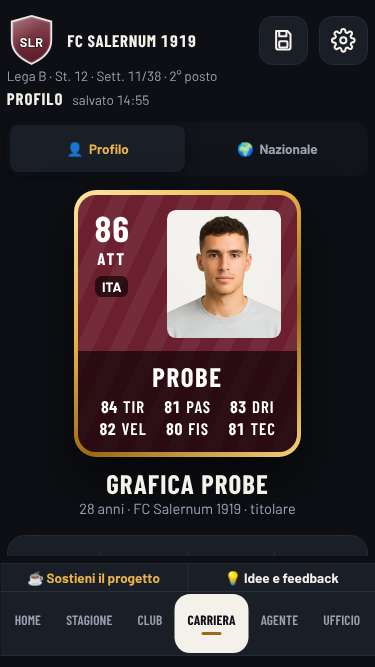 SLR
FC SALERNUM 1919
Lega B · St. 12 · Sett. 11/38 · 2° posto
PROFILO salvato 14:55
Profilo
Nazionale
86
ATT
ITA
PROBE
84 TIR 81 PAS 83 DRI
82 VEL 80 FIS 81 TEC
GRAFICA PROBE
28 anni · FC Salernum 1919 · titolare
Sostieni il progetto
Idee e feedback
HOME STAGIONE CLUB CARRIERA AGENTE UFFICIO